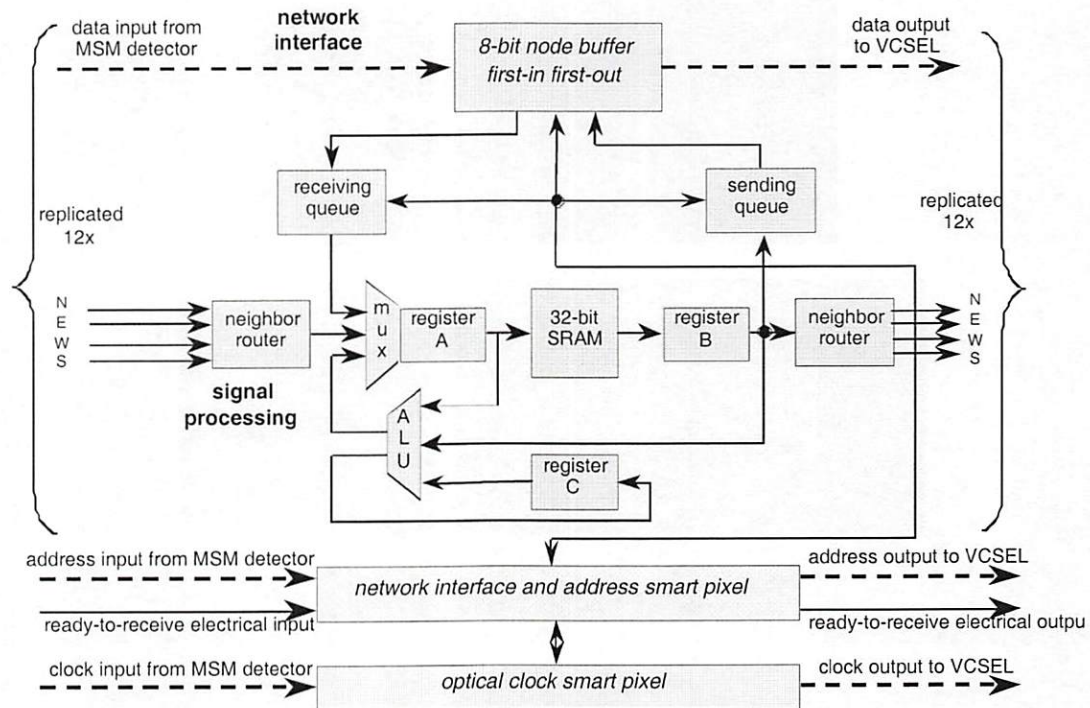 data input from
MSM detector
network
interface
8-bit node buffer
first-in first-out
data output
to VCSEL
receiving
queue
sending
queue
replicated
12x
replicated
12x
N
E
W
S
neighbor
router
mux
register
A
32-bit
SRAM
register
B
neighbor
router
N
E
W
S
signal
processing
ALU
register
C
address input from MSM detector
address output to VCSEL
network interface and address smart pixel
ready-to-receive electrical input
ready-to-receive electrical outpu
clock input from MSM detector
clock output to VCSEL
optical clock smart pixel